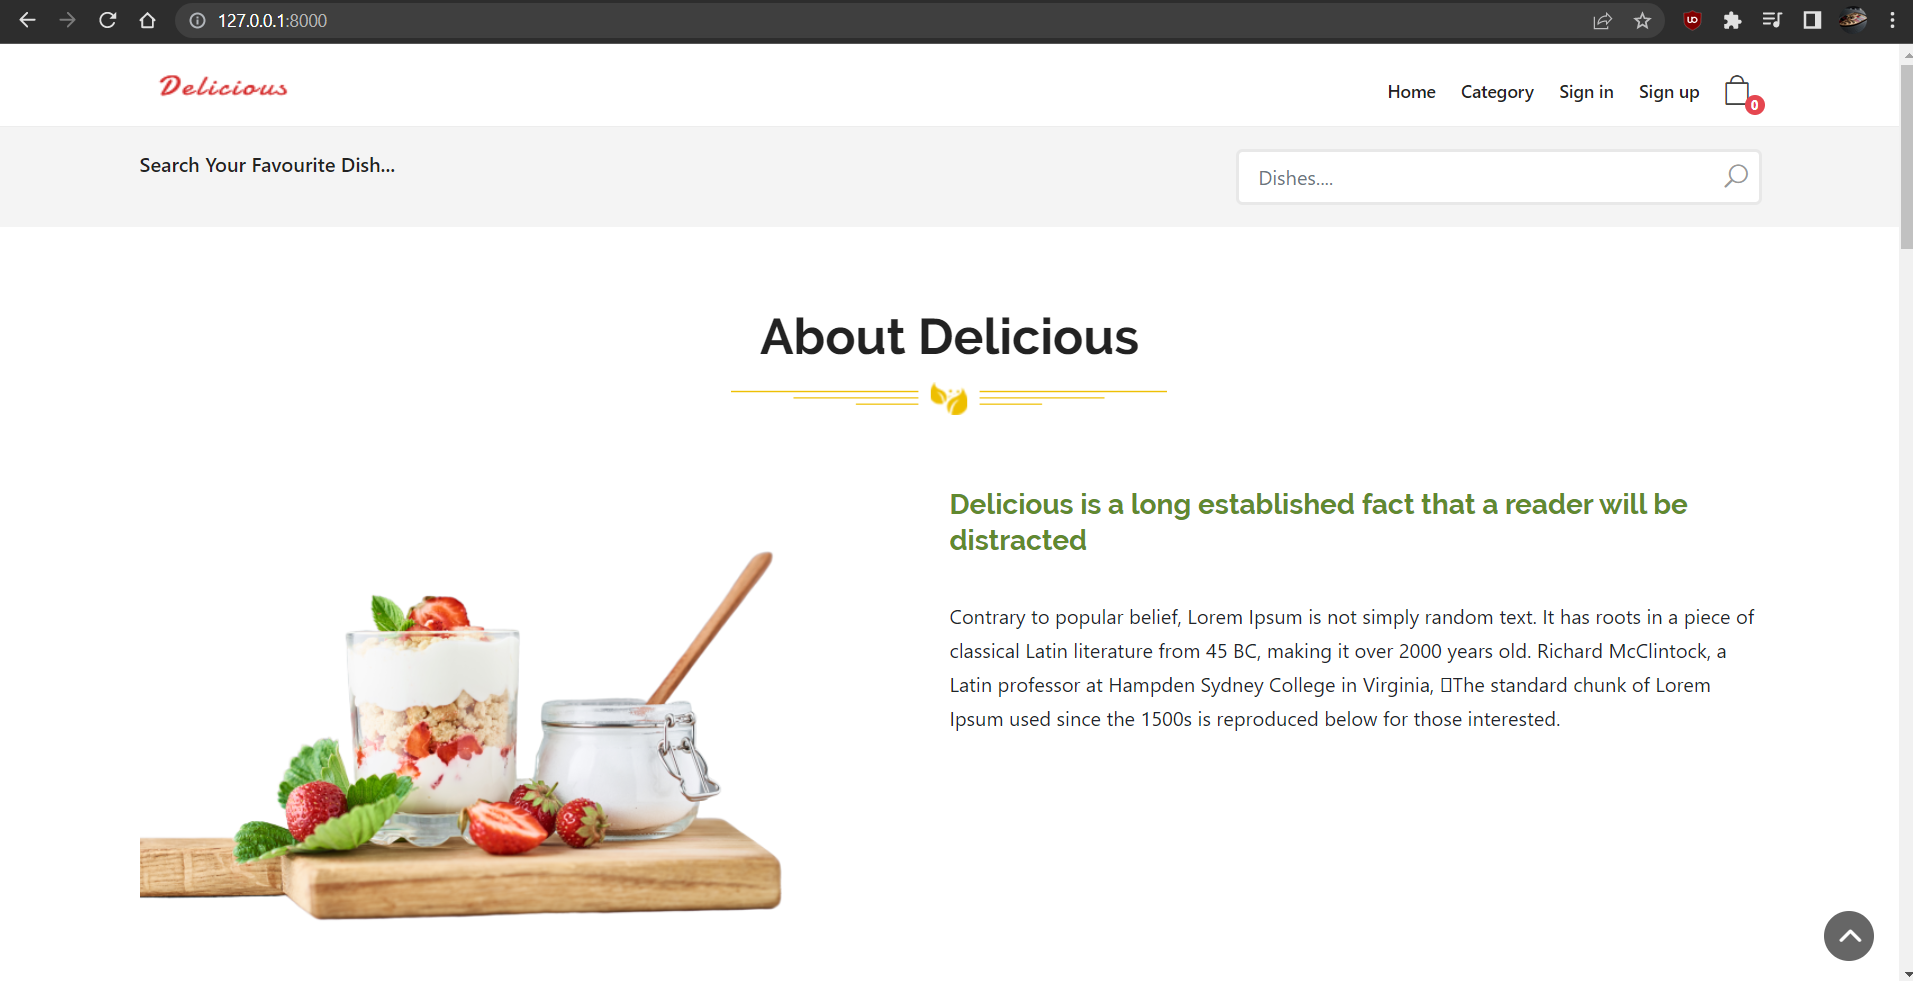 127.0.0.1:8000
Delicious
Home Category Sign in Sign up 0
Search Your Favourite Dish...
Dishes....
About Delicious
Delicious is a long established fact that a reader will be
distracted
Contrary to popular belief, Lorem Ipsum is not simply random text. It has roots in a piece of
classical Latin literature from 45 BC, making it over 2000 years old. Richard McClintock, a
Latin professor at Hampden Sydney College in Virginia, The standard chunk of Lorem
Ipsum used since the 1500s is reproduced below for those interested.